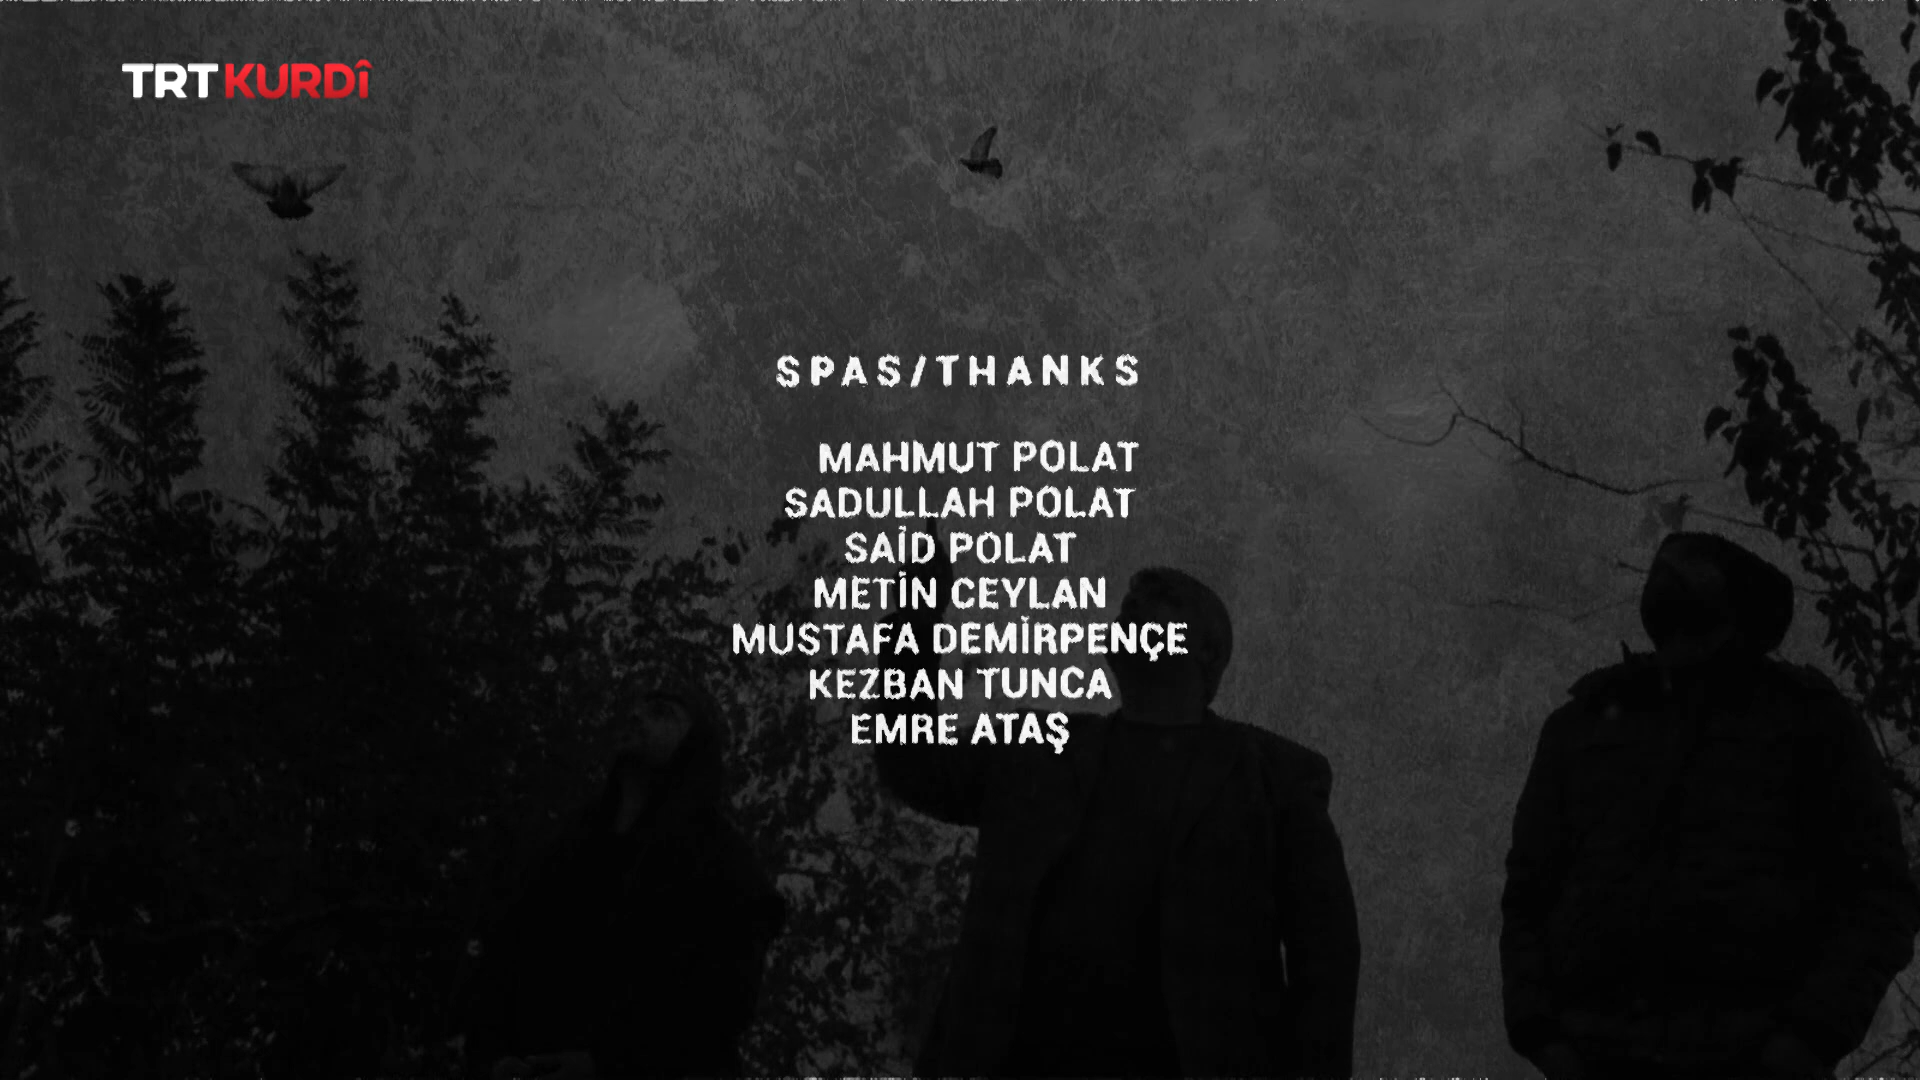 TRT KURDÎ
SPAS/THANKS
MAHMUT POLAT
SADULLAH POLAT
SAİD POLAT
METİN CEYLAN
MUSTAFA DEMİRPENÇE
KEZBAN TUNCA
EMRE ATAŞ